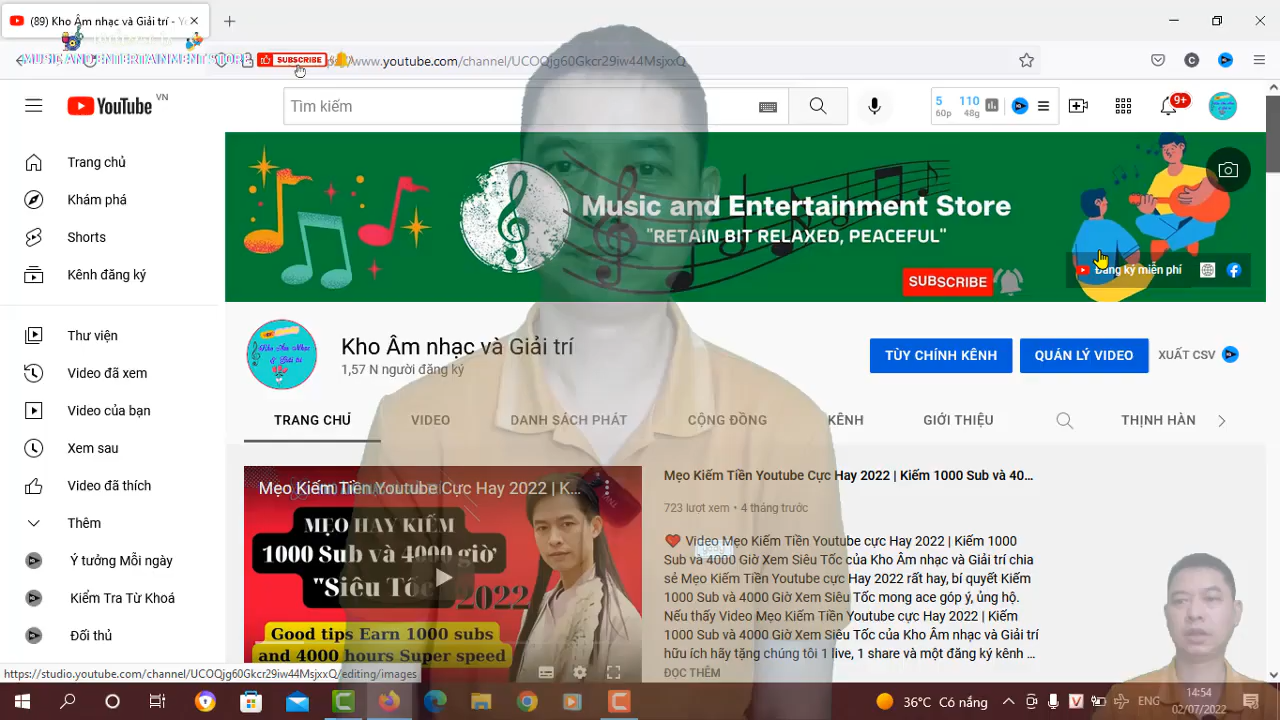 (89) Kho Âm nhạc và Giải trí - Yo
MUSIC AND ENTERTAINMENT STORE
SUBSCRIBE
www.youtube.com/channel/UCOQjg60Gkcr29iw44MsjxxQ
YouTube VN
Tìm kiếm
5 110
60p 48g
9+
Trang chủ
Khám phá
Shorts
Kênh đăng ký
Thư viện
Video đã xem
Video của bạn
Xem sau
Video đã thích
Thêm
Ý tưởng Mỗi ngày
Kiểm Tra Từ Khoá
Đối thủ
Music and Entertainment Store
"RETAIN BIT RELAXED, PEACEFUL"
SUBSCRIBE
Đăng ký miễn phí
Kho Âm Nhạc
& Giải trí
Kho Âm nhạc và Giải trí
1,57 N người đăng ký
TÙY CHỈNH KÊNH
QUẢN LÝ VIDEO
XUẤT CSV
TRANG CHỦ
VIDEO
DANH SÁCH PHÁT
CỘNG ĐỒNG
KÊNH
GIỚI THIỆU
THỊNH HÀN
Mẹo Kiếm Tiền Youtube Cực Hay 2022 | K...
MẸO HAY KIẾM
1000 Sub và 4000 giờ
"Siêu Tốc
2022
Good tips Earn 1000 subs
and 4000 hours Super speed
Mẹo Kiếm Tiền Youtube Cực Hay 2022 | Kiếm 1000 Sub và 40...
723 lượt xem • 4 tháng trước
Video Mẹo Kiếm Tiền Youtube cực Hay 2022 | Kiếm 1000
Sub và 4000 Giờ Xem Siêu Tốc của Kho Âm nhạc và Giải trí chia
sẻ Mẹo Kiếm Tiền Youtube cực Hay 2022 rất hay, bí quyết Kiếm
1000 Sub và 4000 Giờ Xem Siêu Tốc mong ace góp ý, ủng hộ.
Nếu thấy Video Mẹo Kiếm Tiền Youtube cực Hay 2022 | Kiếm
1000 Sub và 4000 Giờ Xem Siêu Tốc của Kho Âm nhạc và Giải trí
hữu ích hãy tặng chúng tôi 1 live, 1 share và một đăng ký kênh ...
ĐỌC THÊM
https://studio.youtube.com/channel/UCOQjg60Gkcr29iw44MsjxxQ/editing/images
36°C Có nắng
ENG
14:54
02/07/2022